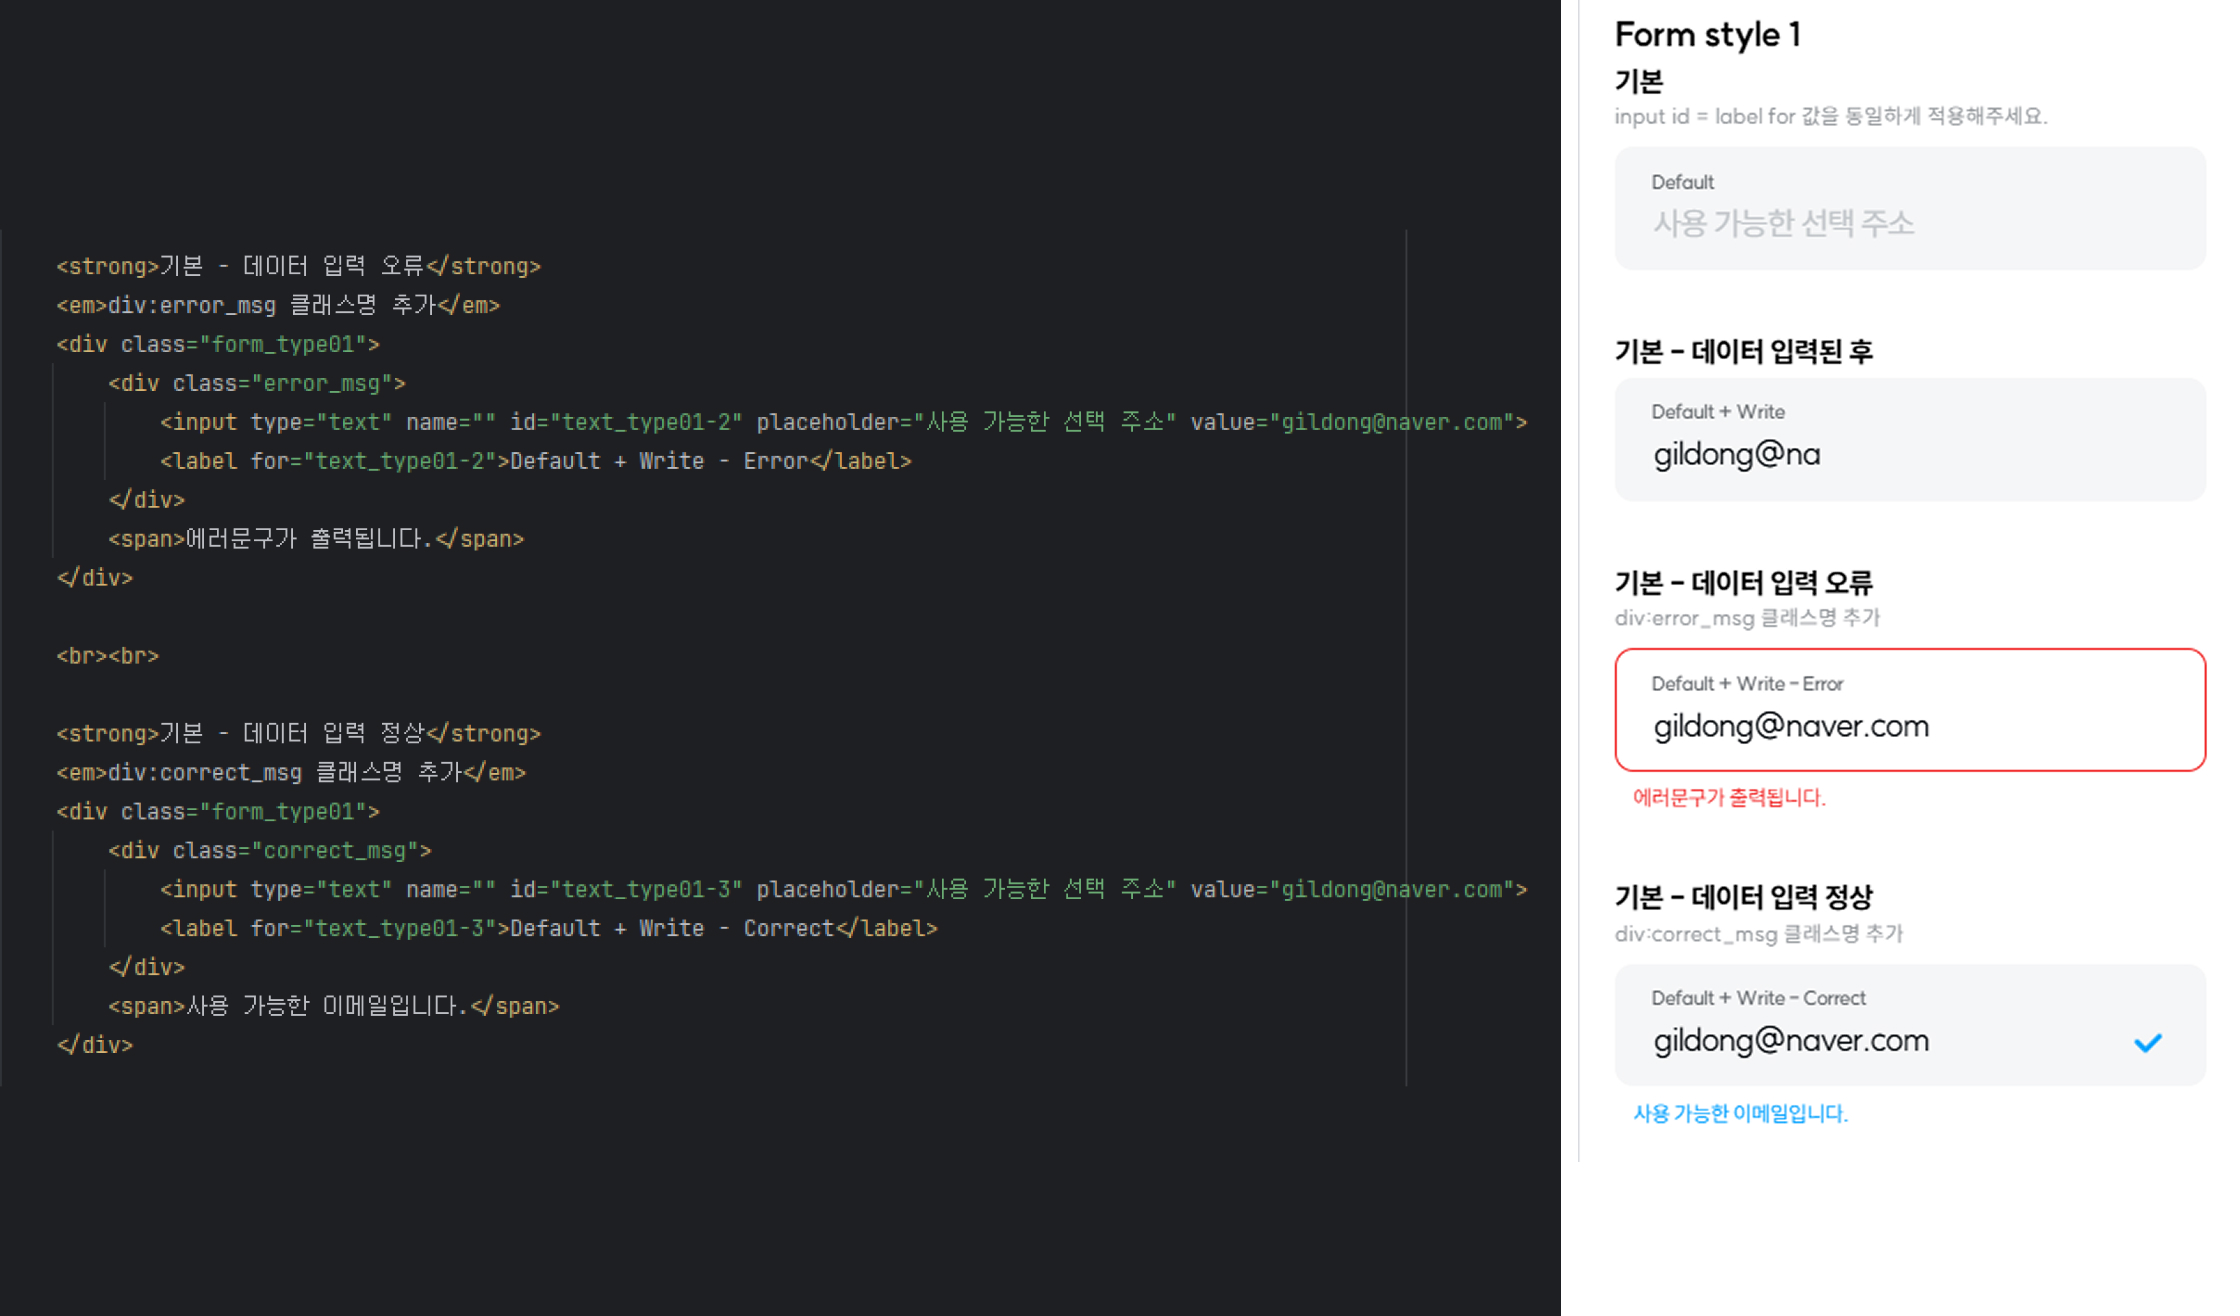 <strong>기본 - 데이터 입력 오류</strong>
<em>div:error_msg 클래스명 추가</em>
<div class="form_type01">
<div class="error_msg">
<input type="text" name="" id="text_type01-2" placeholder="사용 가능한 선택 주소" value="gildong@naver.com">
<label for="text_type01-2">Default + Write - Error</label>
</div>
<span>에러문구가 출력됩니다.</span>
</div>
<br><br>
<strong>기본 - 데이터 입력 정상</strong>
<em>div:correct_msg 클래스명 추가</em>
<div class="form_type01">
<div class="correct_msg">
<input type="text" name="" id="text_type01-3" placeholder="사용 가능한 선택 주소" value="gildong@naver.com">
<label for="text_type01-3">Default + Write - Correct</label>
</div>
<span>사용 가능한 이메일입니다.</span>
</div>
Form style 1
기본
input id = label for 값을 동일하게 적용해주세요.
Default
사용 가능한 선택 주소
기본 - 데이터 입력된 후
Default + Write
gildong@na
기본 - 데이터 입력 오류
div:error_msg 클래스명 추가
Default + Write - Error
gildong@naver.com
에러문구가 출력됩니다.
기본 - 데이터 입력 정상
div:correct_msg 클래스명 추가
Default + Write - Correct
gildong@naver.com
사용 가능한 이메일입니다.